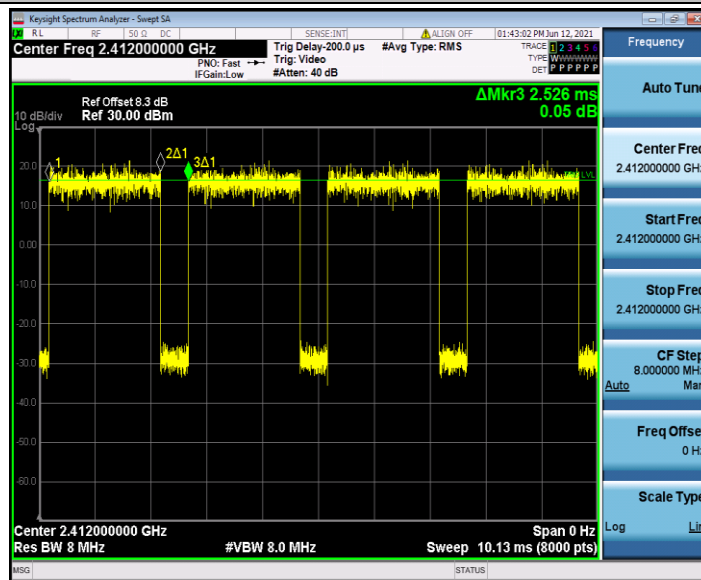 Keysight Spectrum Analyzer - Swept SA
RL RF 50 Ω DC SENSE:INT ALIGN OFF 01:43:02 PM Jun 12, 2021
Center Freq 2.412000000 GHz
PNO: Fast
IFGain:Low
Trig Delay-200.0 µs
Trig: Video
#Atten: 40 dB
#Avg Type: RMS
TRACE 1 2 3 4 5 6
TYPE WWWWWW
DET P P P P P P
Frequency
ΔMkr3 2.526 ms
0.05 dB
Ref Offset 8.3 dB
10 dB/div Ref 30.00 dBm
Log
20.0
10.0
0.00
-10.0
-20.0
-30.0
-40.0
-50.0
-60.0
1
2Δ1
3Δ1
LVL
Center 2.412000000 GHz Span 0 Hz
Res BW 8 MHz #VBW 8.0 MHz Sweep 10.13 ms (8000 pts)
MSG STATUS
Auto Tune
Center Freq
2.412000000 GHz
Start Freq
2.412000000 GHz
Stop Freq
2.412000000 GHz
CF Step
8.000000 MHz
Auto Man
Freq Offset
0 Hz
Scale Type
Log Lin